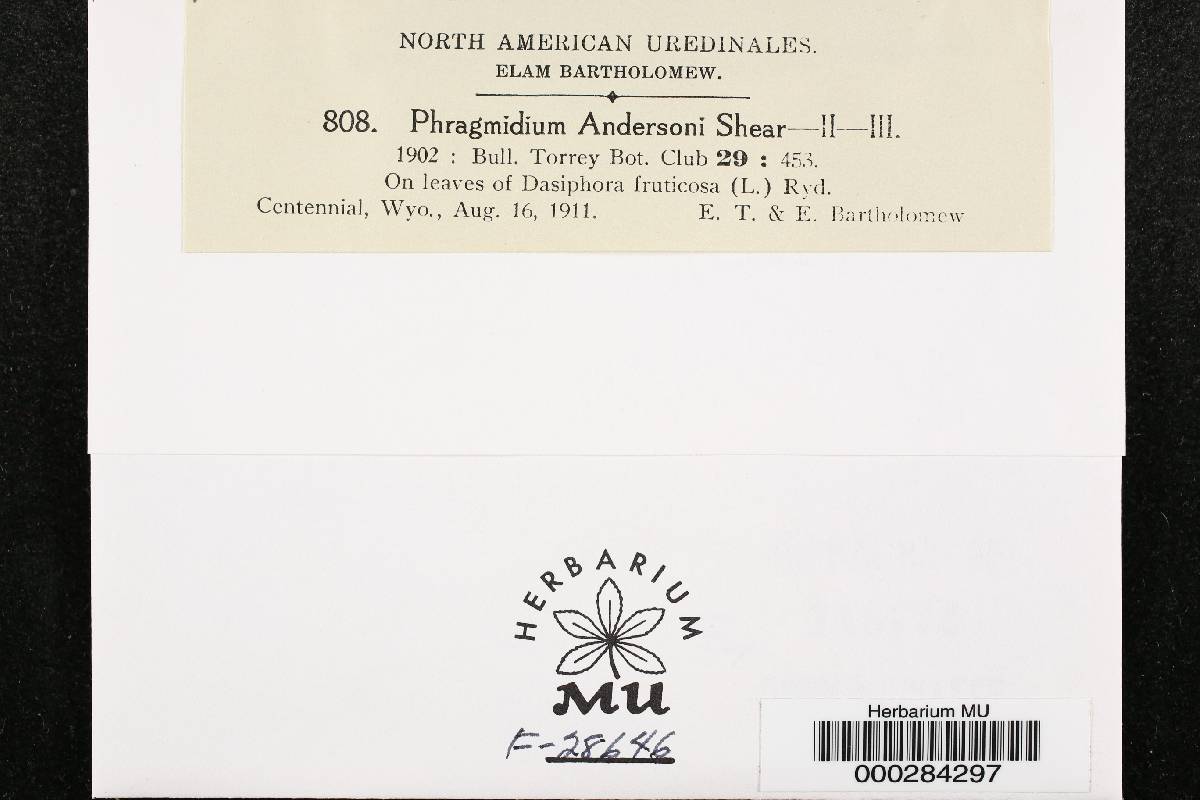 NORTH AMERICAN UREDINALES.
ELAM BARTHOLOMEW.
808. Phragmidium Andersoni Shear—II—III.
1902 : Bull. Torrey Bot. Club 29 : 453.
On leaves of Dasiphora fruticosa (L.) Ryd.
Centennial, Wyo., Aug. 16, 1911. E. T. & E. Bartholomew
HERBARIUM
MU
F-28646
Herbarium MU
000284297